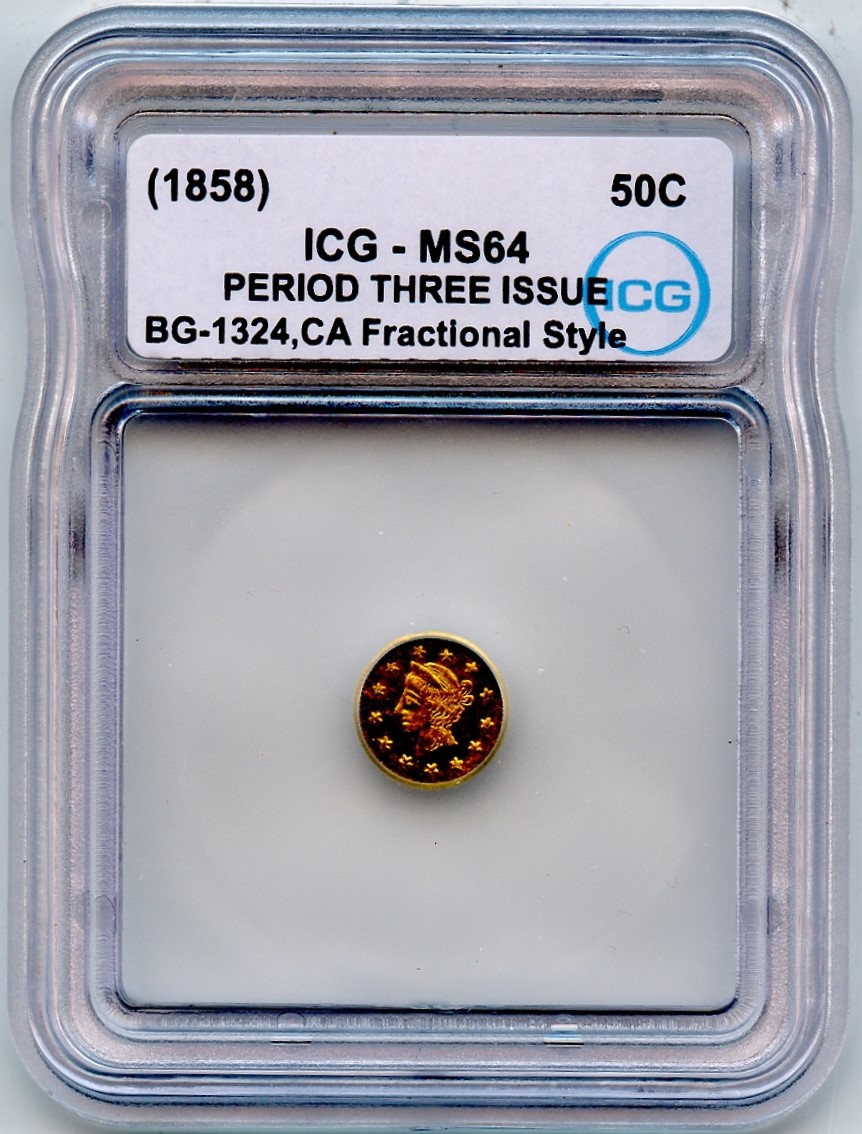 (1858) 50C
ICG - MS64
PERIOD THREE ISSUE
ICG
BG-1324,CA Fractional Style